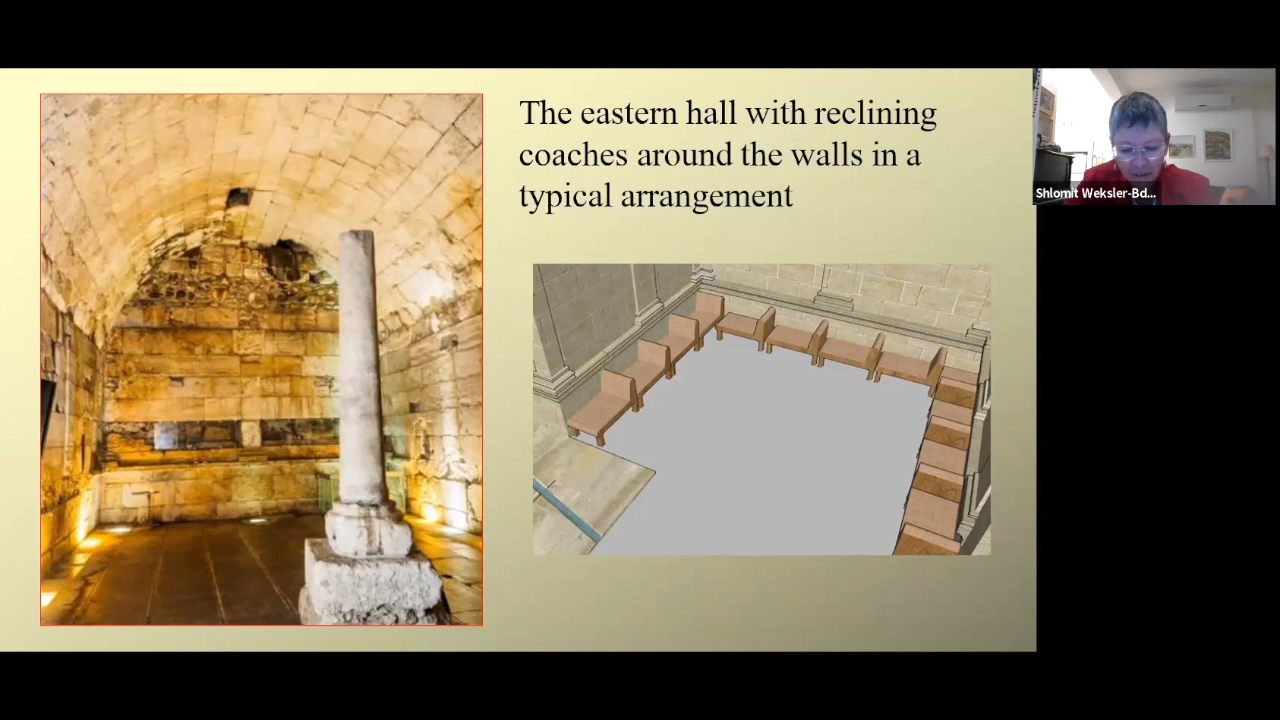 The eastern hall with reclining
coaches around the walls in a
typical arrangement
Shlomit Weksler-Bd...